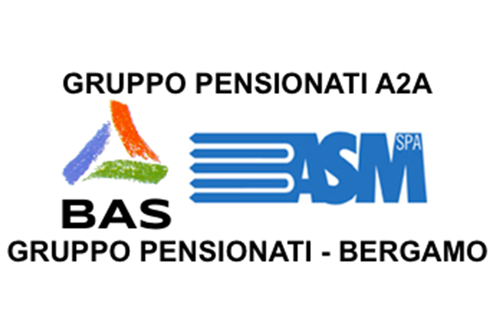 GRUPPO PENSIONATI A2A
ASM SPA
BAS
GRUPPO PENSIONATI - BERGAMO